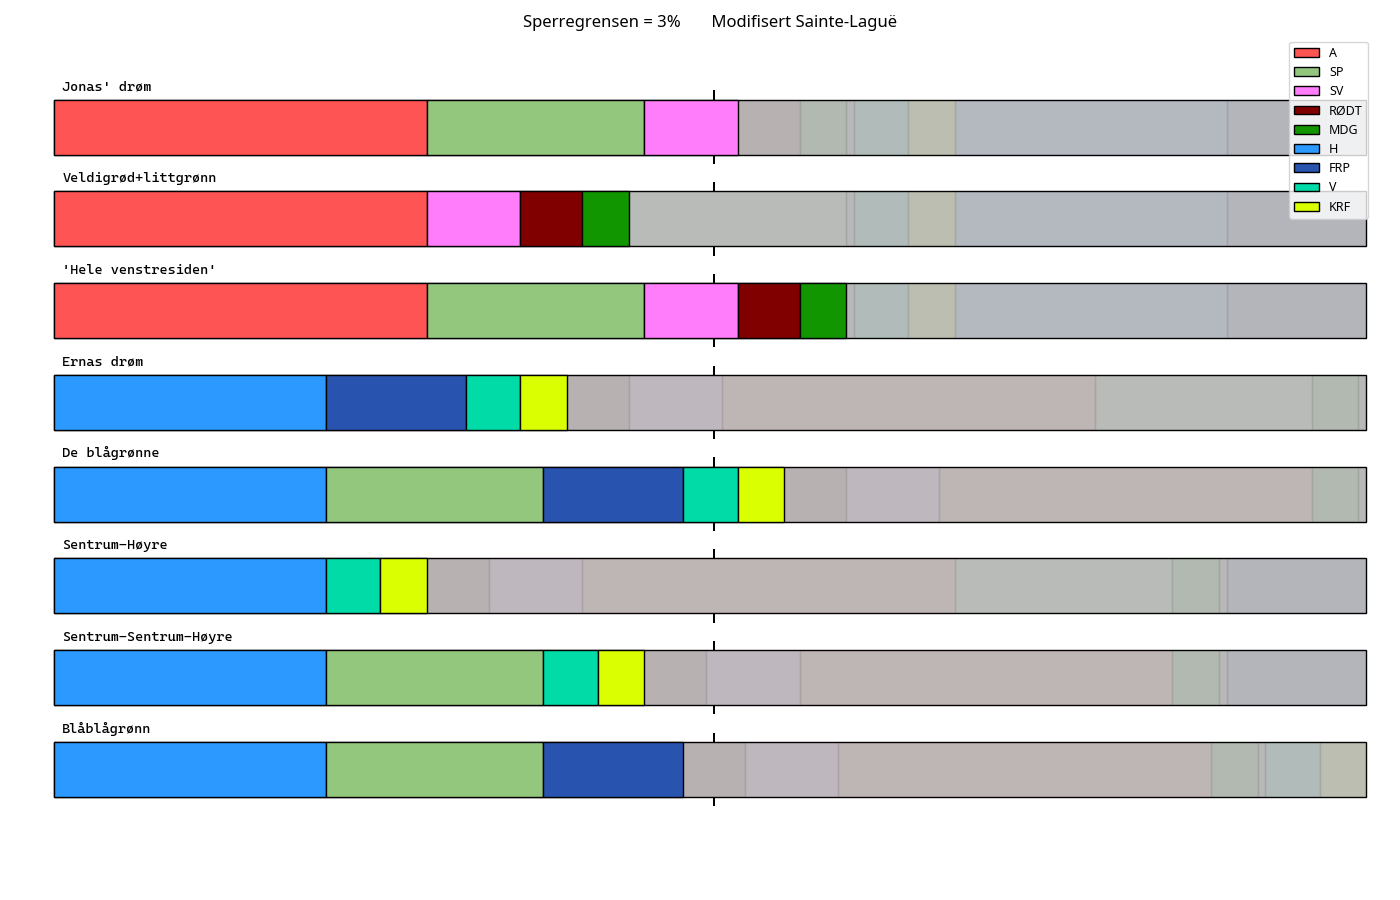 Sperregrensen = 3% Modifisert Sainte-Laguë
A
SP
SV
RØDT
MDG
H
FRP
V
KRF
Jonas' drøm
Veldigrød+littgrønn
'Hele venstresiden'
Ernas drøm
De blågrønne
Sentrum-Høyre
Sentrum-Sentrum-Høyre
Blåblågrønn